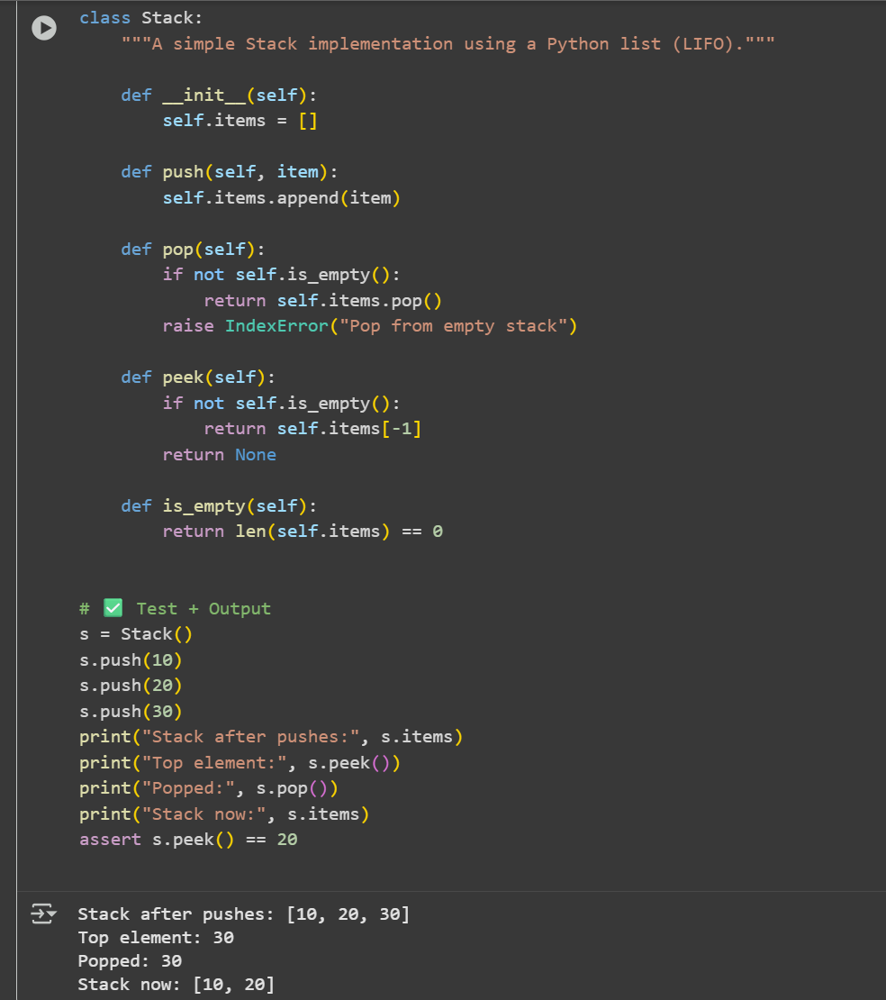 class Stack:
    """A simple Stack implementation using a Python list (LIFO)."""

    def __init__(self):
        self.items = []

    def push(self, item):
        self.items.append(item)

    def pop(self):
        if not self.is_empty():
            return self.items.pop()
        raise IndexError("Pop from empty stack")

    def peek(self):
        if not self.is_empty():
            return self.items[-1]
        return None

    def is_empty(self):
        return len(self.items) == 0


# ✅ Test + Output
s = Stack()
s.push(10)
s.push(20)
s.push(30)
print("Stack after pushes:", s.items)
print("Top element:", s.peek())
print("Popped:", s.pop())
print("Stack now:", s.items)
assert s.peek() == 20

Stack after pushes: [10, 20, 30]
Top element: 30
Popped: 30
Stack now: [10, 20]